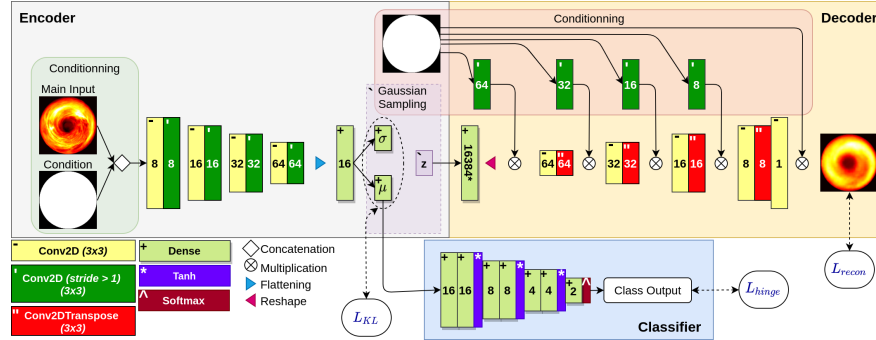 Encoder
Conditionning
Decoder
Conditionning
Main Input
Condition
` Gaussian
Sampling
' 64
' 32
' 16
' 8
- 8 ' 8
- 16 ' 16
- 32 ' 32
- 64 ' 64
+ 16
+ σ
+ μ
` z
+ 16384*
- 64 " 64
- 32 " 32
- 16 " 16
- 8 " 8
- 1
- Conv2D (3x3)
' Conv2D (stride > 1)
(3x3)
" Conv2DTranspose
(3x3)
+ Dense
* Tanh
^ Softmax
Concatenation
Multiplication
Flattening
Reshape
L_KL
+ 16 + 16 *
+ 8 + 8 *
+ 4 + 4 *
+ 2 ^
Class Output
Classifier
L_hinge
L_recon